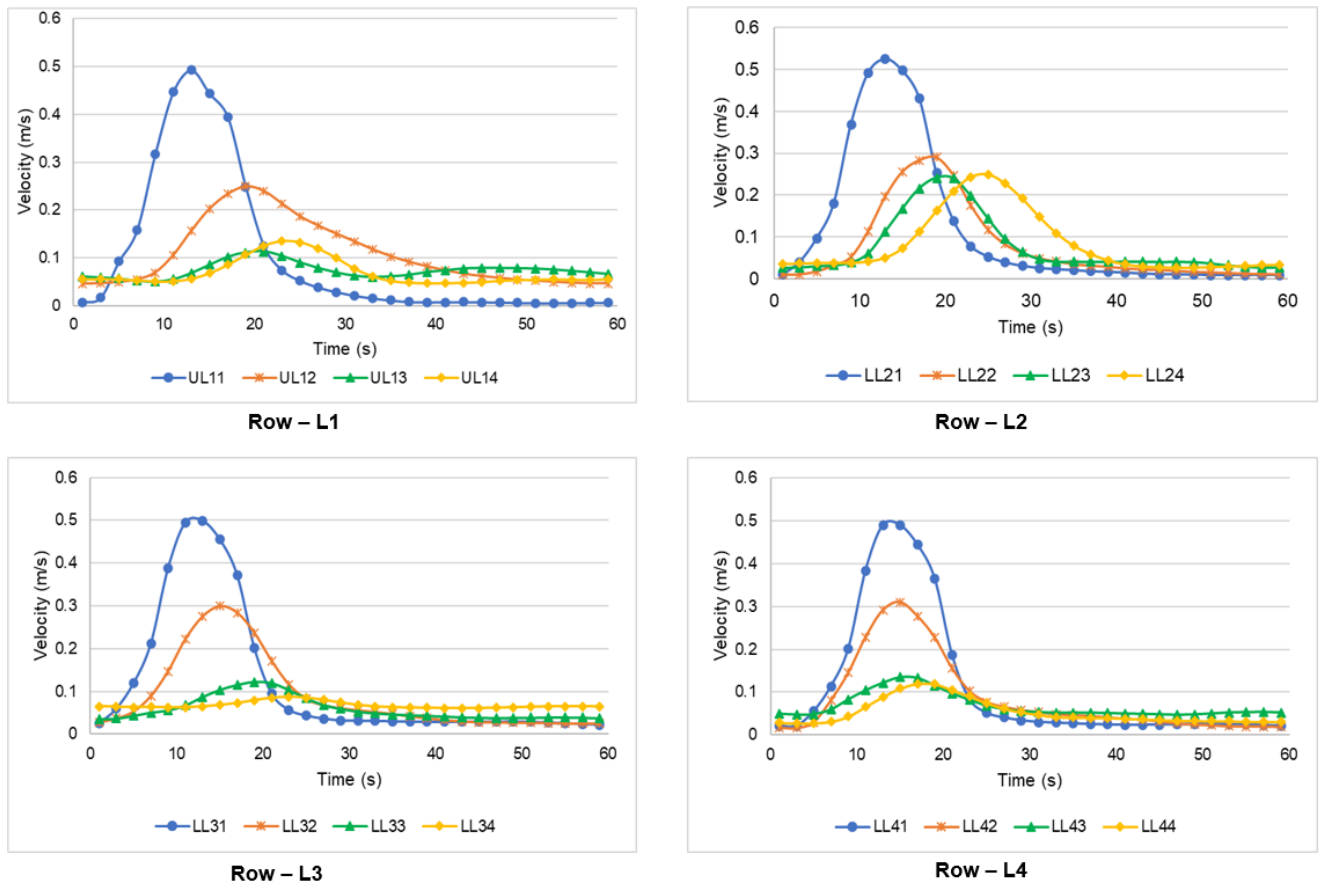 0.6
0.5
0.4
0.3
0.2
0.1
0
Velocity (m/s)
0 10 20 30 40 50 60
Time (s)
UL11 UL12 UL13 UL14
Row – L1
0.6
0.5
0.4
0.3
0.2
0.1
0
Velocity (m/s)
0 10 20 30 40 50 60
Time (s)
LL21 LL22 LL23 LL24
Row – L2
0.6
0.5
0.4
0.3
0.2
0.1
0
Velocity (m/s)
0 10 20 30 40 50 60
Time (s)
LL31 LL32 LL33 LL34
Row – L3
0.6
0.5
0.4
0.3
0.2
0.1
0
Velocity (m/s)
0 10 20 30 40 50 60
Time (s)
LL41 LL42 LL43 LL44
Row – L4